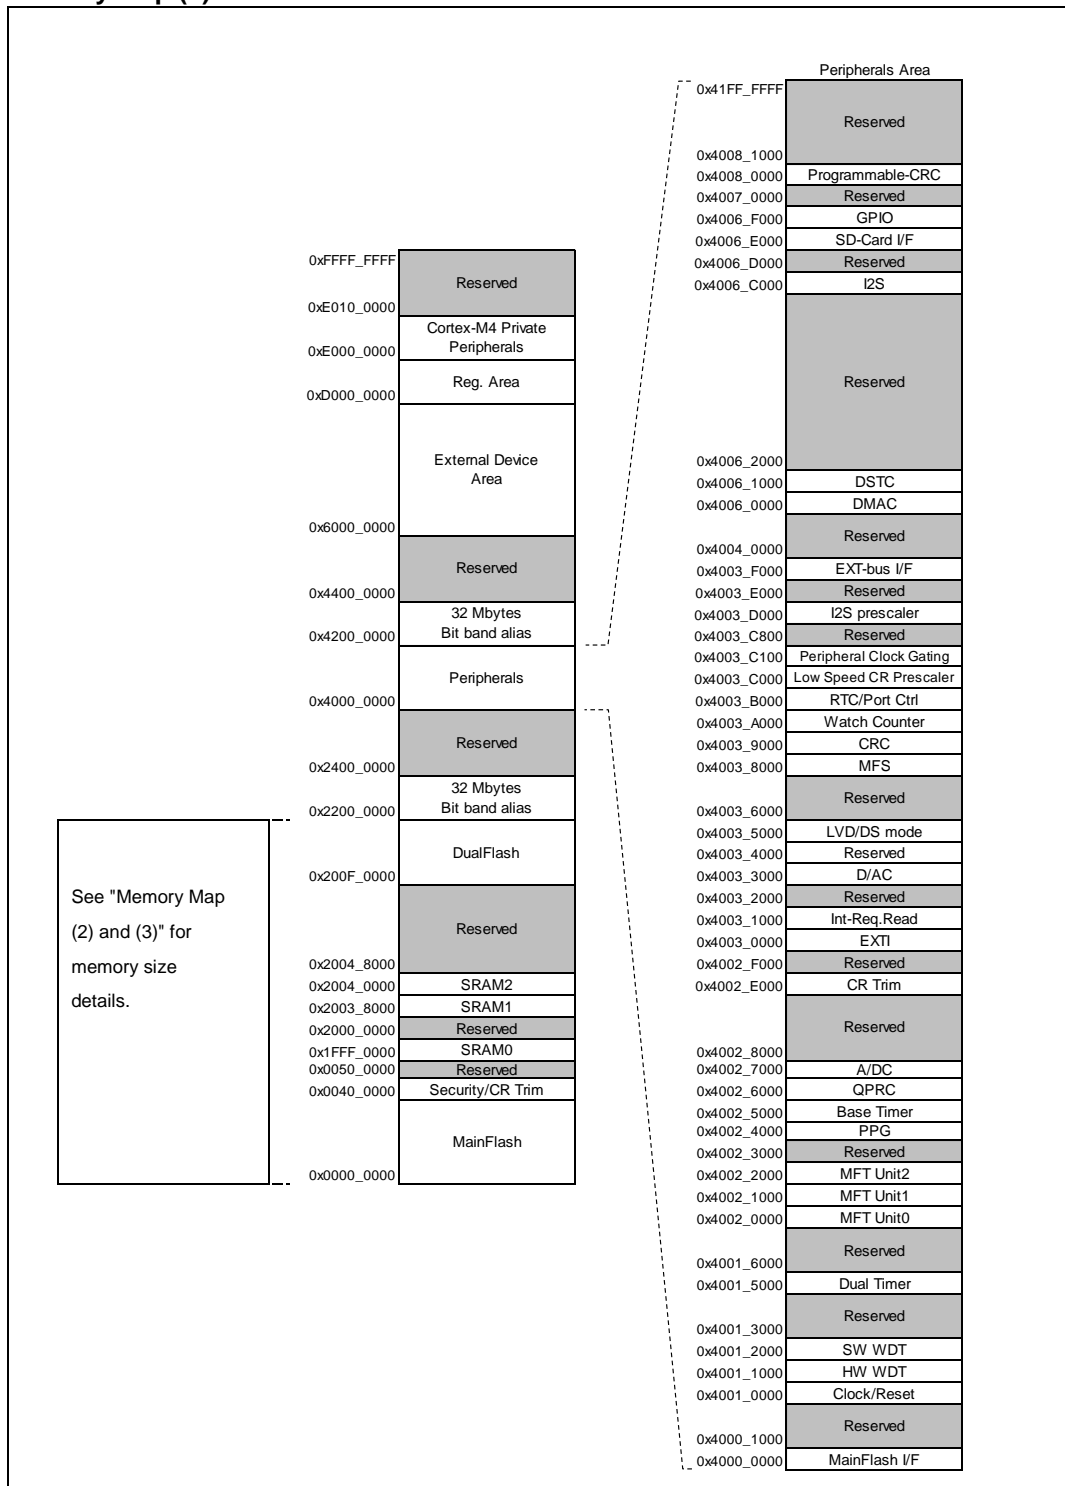 Peripherals Area
0x41FF_FFFF
Reserved
0x4008_1000
0x4008_0000 Programmable-CRC
0x4007_0000 Reserved
0x4006_F000 GPIO
0x4006_E000 SD-Card I/F
0x4006_D000 Reserved
0x4006_C000 I2S
Reserved
0x4006_2000
0x4006_1000 DSTC
0x4006_0000 DMAC
Reserved
0x4004_0000
0x4003_F000 EXT-bus I/F
0x4003_E000 Reserved
0x4003_D000 I2S prescaler
0x4003_C800 Reserved
0x4003_C100 Peripheral Clock Gating
0x4003_C000 Low Speed CR Prescaler
0x4003_B000 RTC/Port Ctrl
0x4003_A000 Watch Counter
0x4003_9000 CRC
0x4003_8000 MFS
Reserved
0x4003_6000
0x4003_5000 LVD/DS mode
0x4003_4000 Reserved
0x4003_3000 D/AC
0x4003_2000 Reserved
0x4003_1000 Int-Req.Read
0x4003_0000 EXTI
0x4002_F000 Reserved
0x4002_E000 CR Trim
Reserved
0x4002_8000
0x4002_7000 A/DC
0x4002_6000 QPRC
0x4002_5000 Base Timer
0x4002_4000 PPG
0x4002_3000 Reserved
0x4002_2000 MFT Unit2
0x4002_1000 MFT Unit1
0x4002_0000 MFT Unit0
Reserved
0x4001_6000
0x4001_5000 Dual Timer
Reserved
0x4001_3000
0x4001_2000 SW WDT
0x4001_1000 HW WDT
0x4001_0000 Clock/Reset
Reserved
0x4000_1000
0x4000_0000 MainFlash I/F
0xFFFF_FFFF
Reserved
0xE010_0000
Cortex-M4 Private
Peripherals
0xE000_0000
Reg. Area
0xD000_0000
External Device
Area
0x6000_0000
Reserved
0x4400_0000
32 Mbytes
Bit band alias
0x4200_0000
Peripherals
0x4000_0000
Reserved
0x2400_0000
32 Mbytes
Bit band alias
0x2200_0000
DualFlash
0x200F_0000
Reserved
0x2004_8000
0x2004_0000 SRAM2
0x2003_8000 SRAM1
0x2000_0000 Reserved
0x1FFF_0000 SRAM0
0x0050_0000 Reserved
0x0040_0000 Security/CR Trim
MainFlash
0x0000_0000
See "Memory Map
(2) and (3)" for
memory size
details.